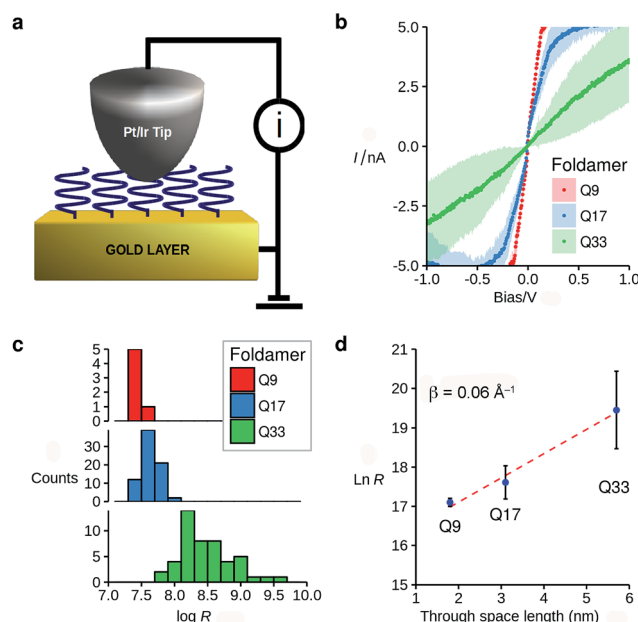 a
Pt/Ir Tip
i
GOLD LAYER
b
5.0
2.5
0.0
-2.5
-5.0
I/nA
-1.0 -0.5 0.0 0.5 1.0
Bias/V
Foldamer
Q9
Q17
Q33
c
5
4
3
2
1
0
30
20
10
0
10
5
0
Counts
7.0 7.5 8.0 8.5 9.0 9.5 10.0
log R
Foldamer
Q9
Q17
Q33
d
21
20
19
18
17
16
15
Ln R
β = 0.06 Å⁻¹
Q9
Q17
Q33
1 2 3 4 5 6
Through space length (nm)